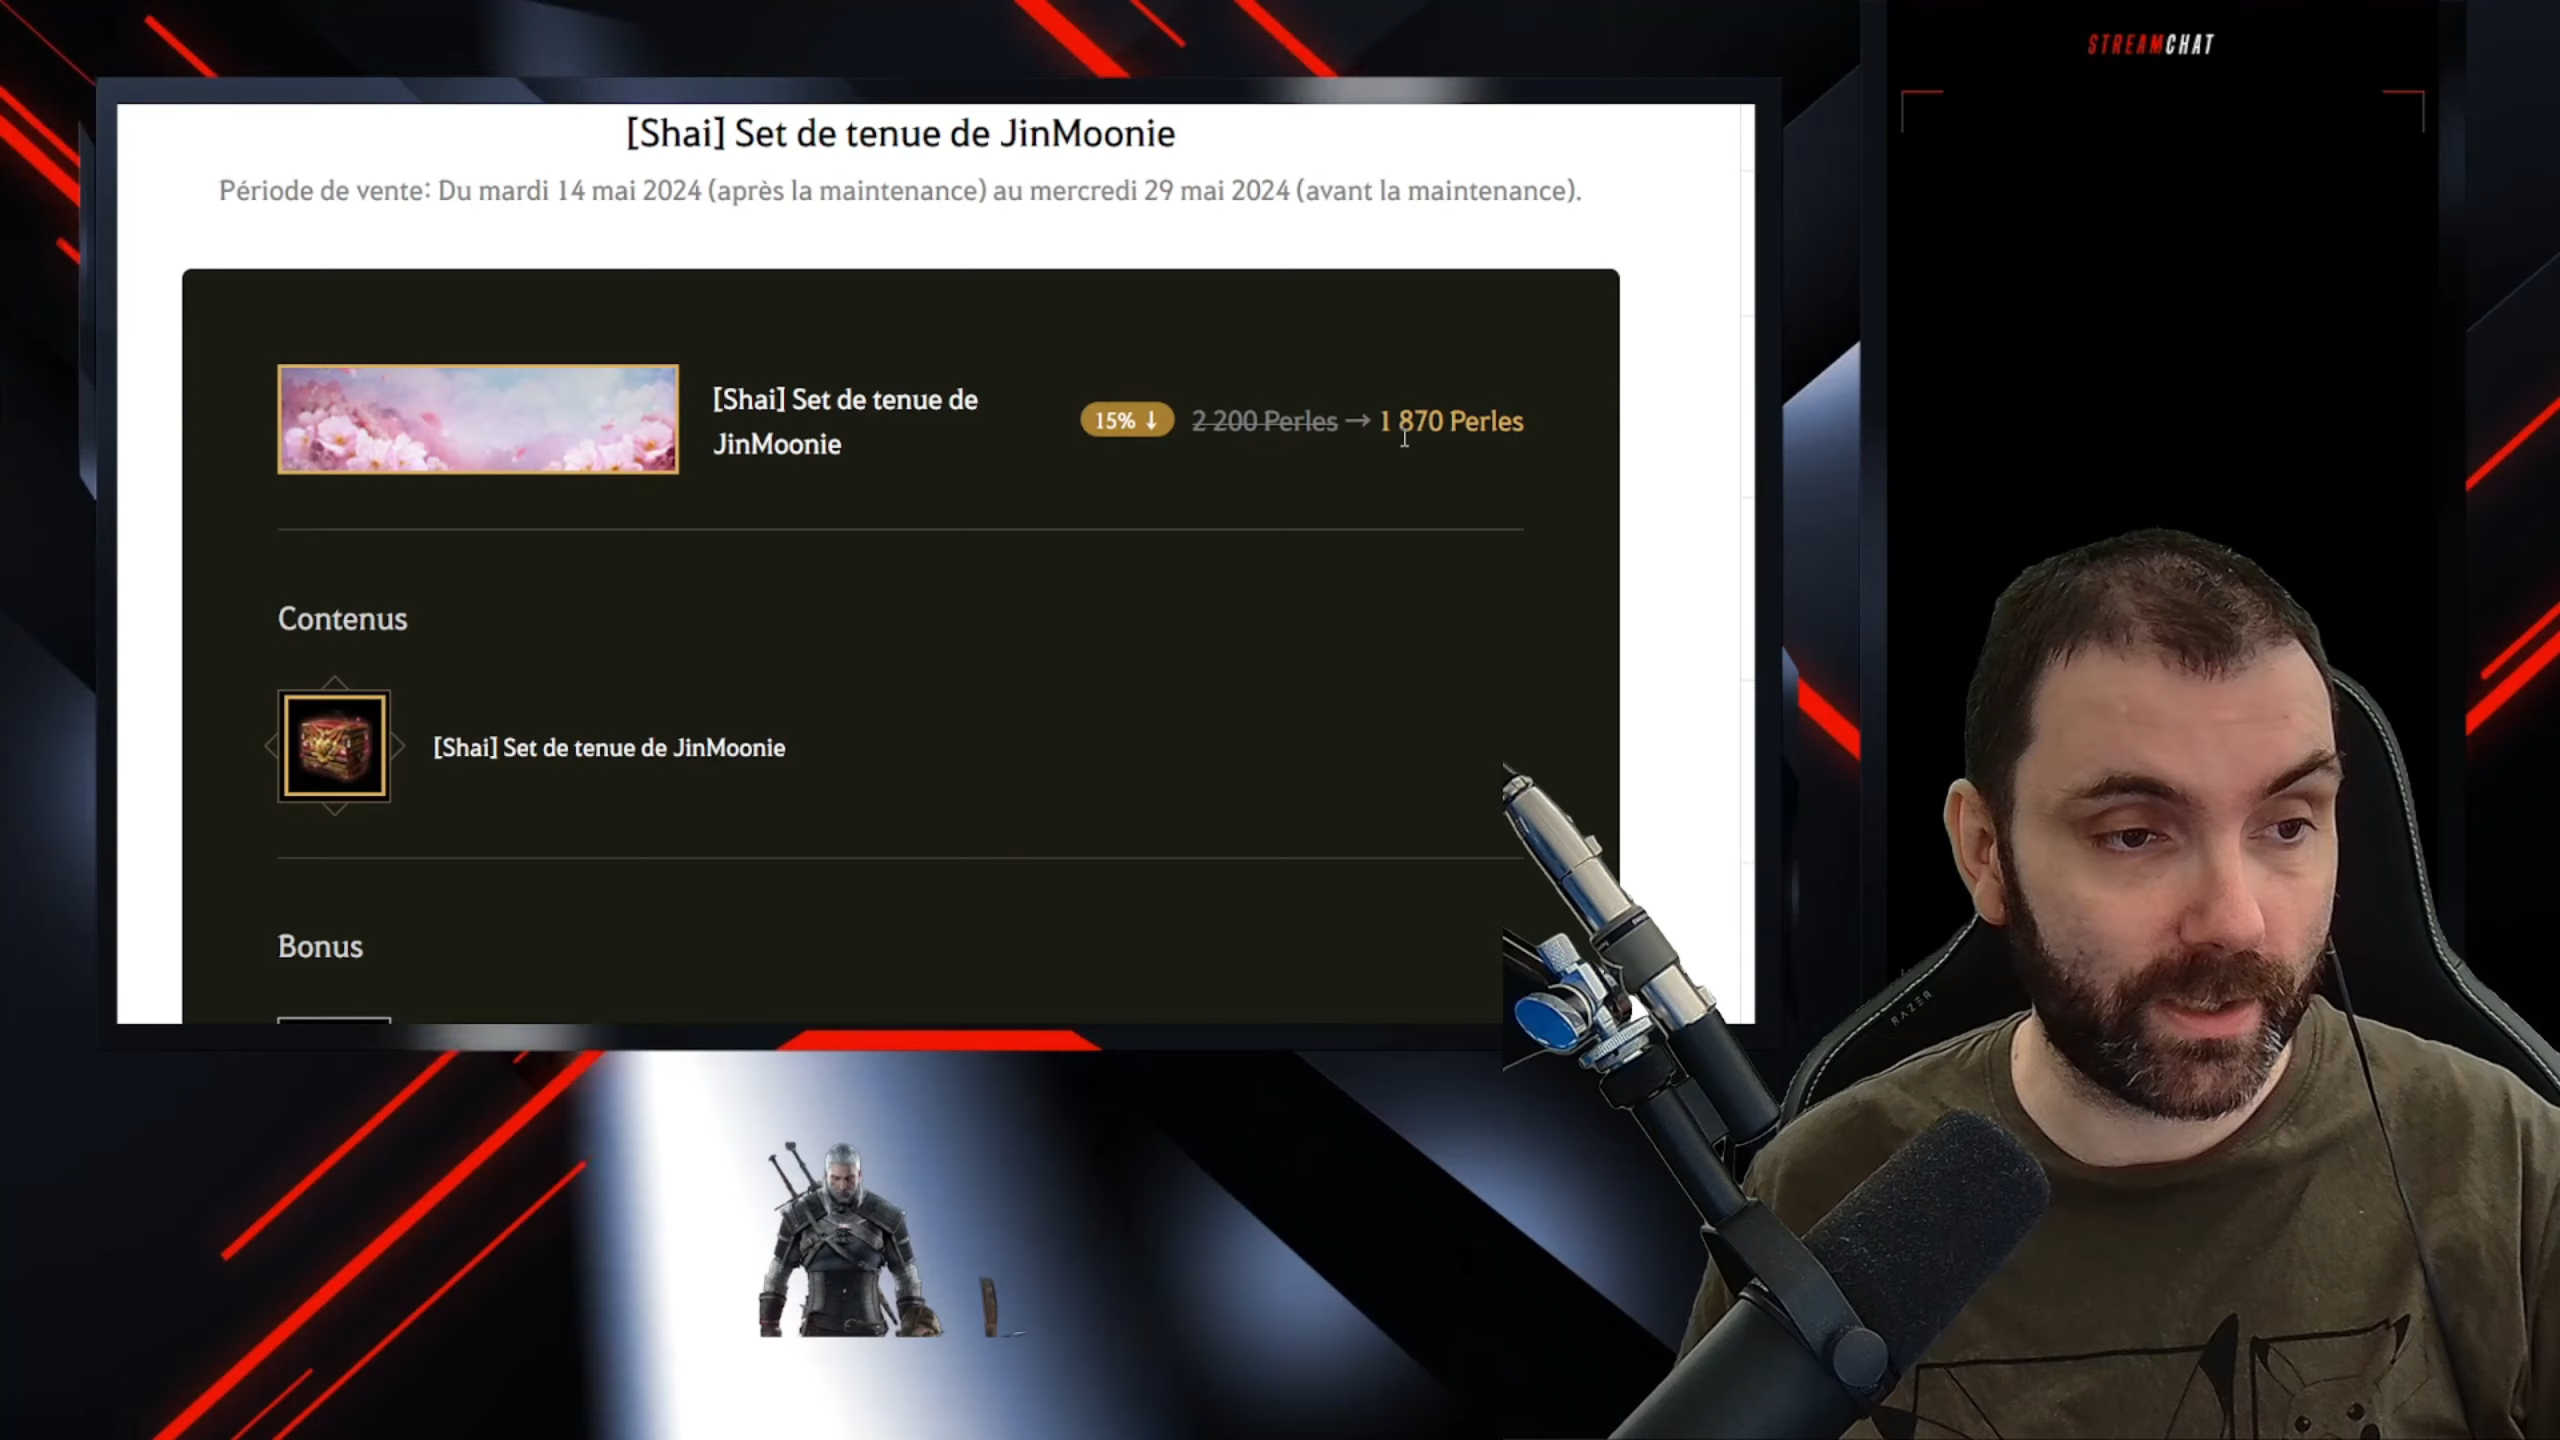 STREAMCHAT
[Shai] Set de tenue de JinMoonie
Période de vente: Du mardi 14 mai 2024 (après la maintenance) au mercredi 29 mai 2024 (avant la maintenance).
[Shai] Set de tenue de
JinMoonie
15% ↓ 2 200 Perles → 1 870 Perles
Contenus
[Shai] Set de tenue de JinMoonie
Bonus
RAZER